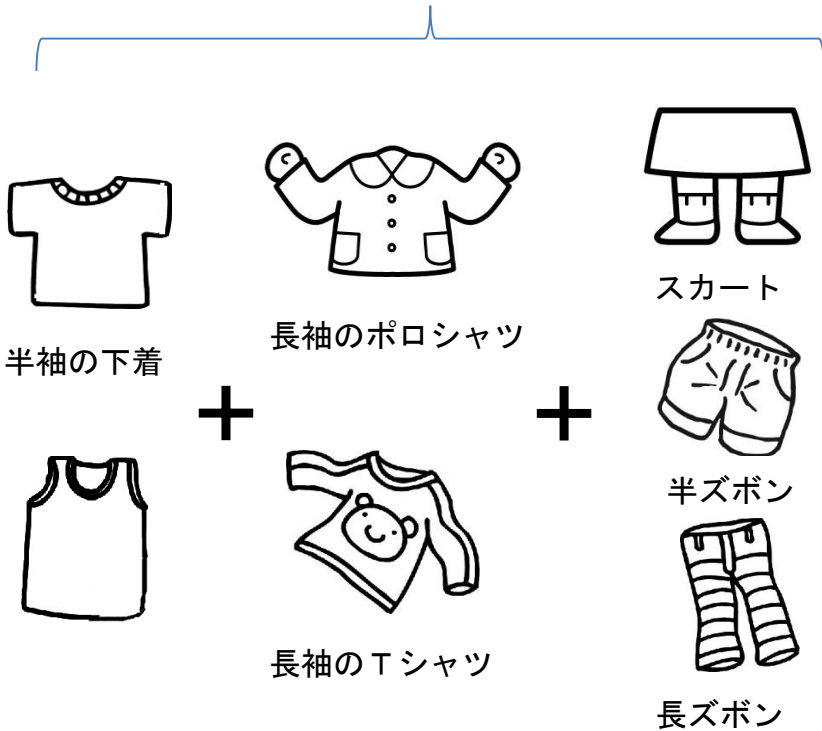 半袖の下着
長袖のポロシャツ
スカート
半ズボン
長袖のTシャツ
長ズボン